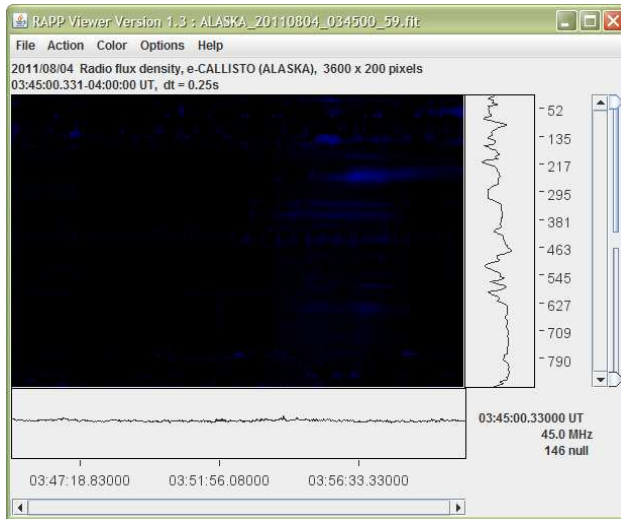 RAPP Viewer Version 1.3 : ALASKA_20110804_034500_59.fit
File Action Color Options Help
2011/08/04 Radio flux density, e-CALLISTO (ALASKA), 3600 x 200 pixels
03:45:00.331-04:00:00 UT, dt = 0.25s
52
135
217
295
381
463
545
627
709
790
03:45:00.33000 UT
45.0 MHz
146 null
03:47:18.83000 03:51:56.08000 03:56:33.33000